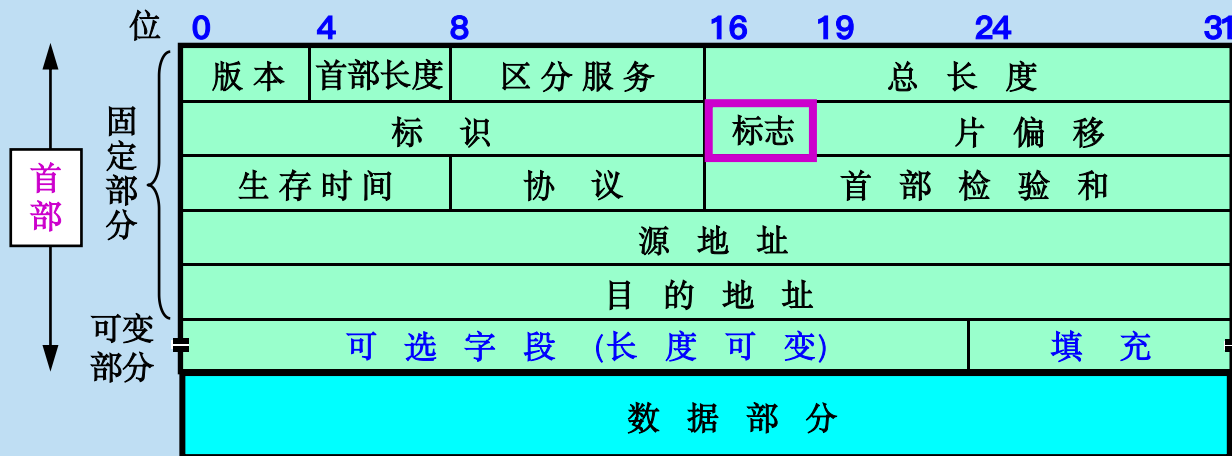 位 0 4 8 16 19 24 31
版本 首部长度 区分服务 总长度
标识 标志 片偏移
生存时间 协议 首部检验和
源地址
目的地址
可选字段(长度可变) 填充
数据部分
首部
固定部分
可变部分